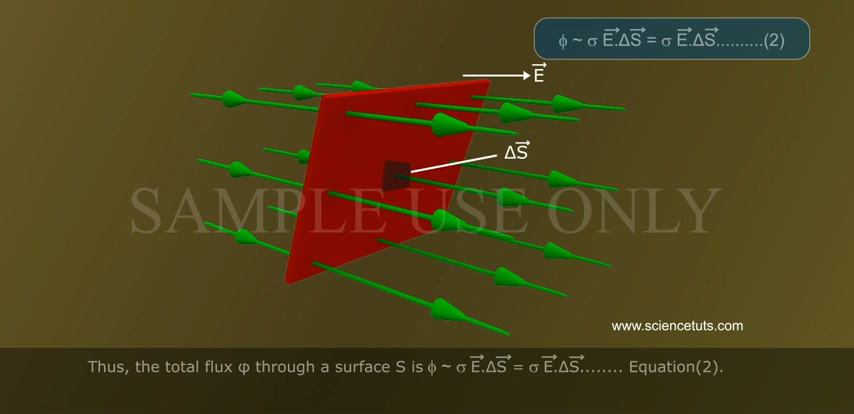 ϕ ~ σ E⃗.ΔS⃗ = σ E⃗.ΔS⃗..........(2)
E⃗
ΔS⃗
SAMPLE USE ONLY
www.sciencetuts.com
Thus, the total flux φ through a surface S is ϕ ~ σ E⃗.ΔS⃗ = σ E⃗.ΔS⃗........ Equation(2).